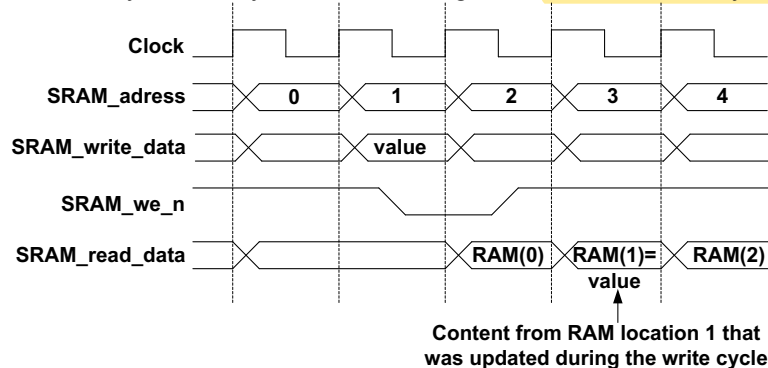 Clock
SRAM_adress 0 1 2 3 4
SRAM_write_data value
SRAM_we_n
SRAM_read_data RAM(0) RAM(1)= RAM(2)
value
Content from RAM location 1 that
was updated during the write cycle